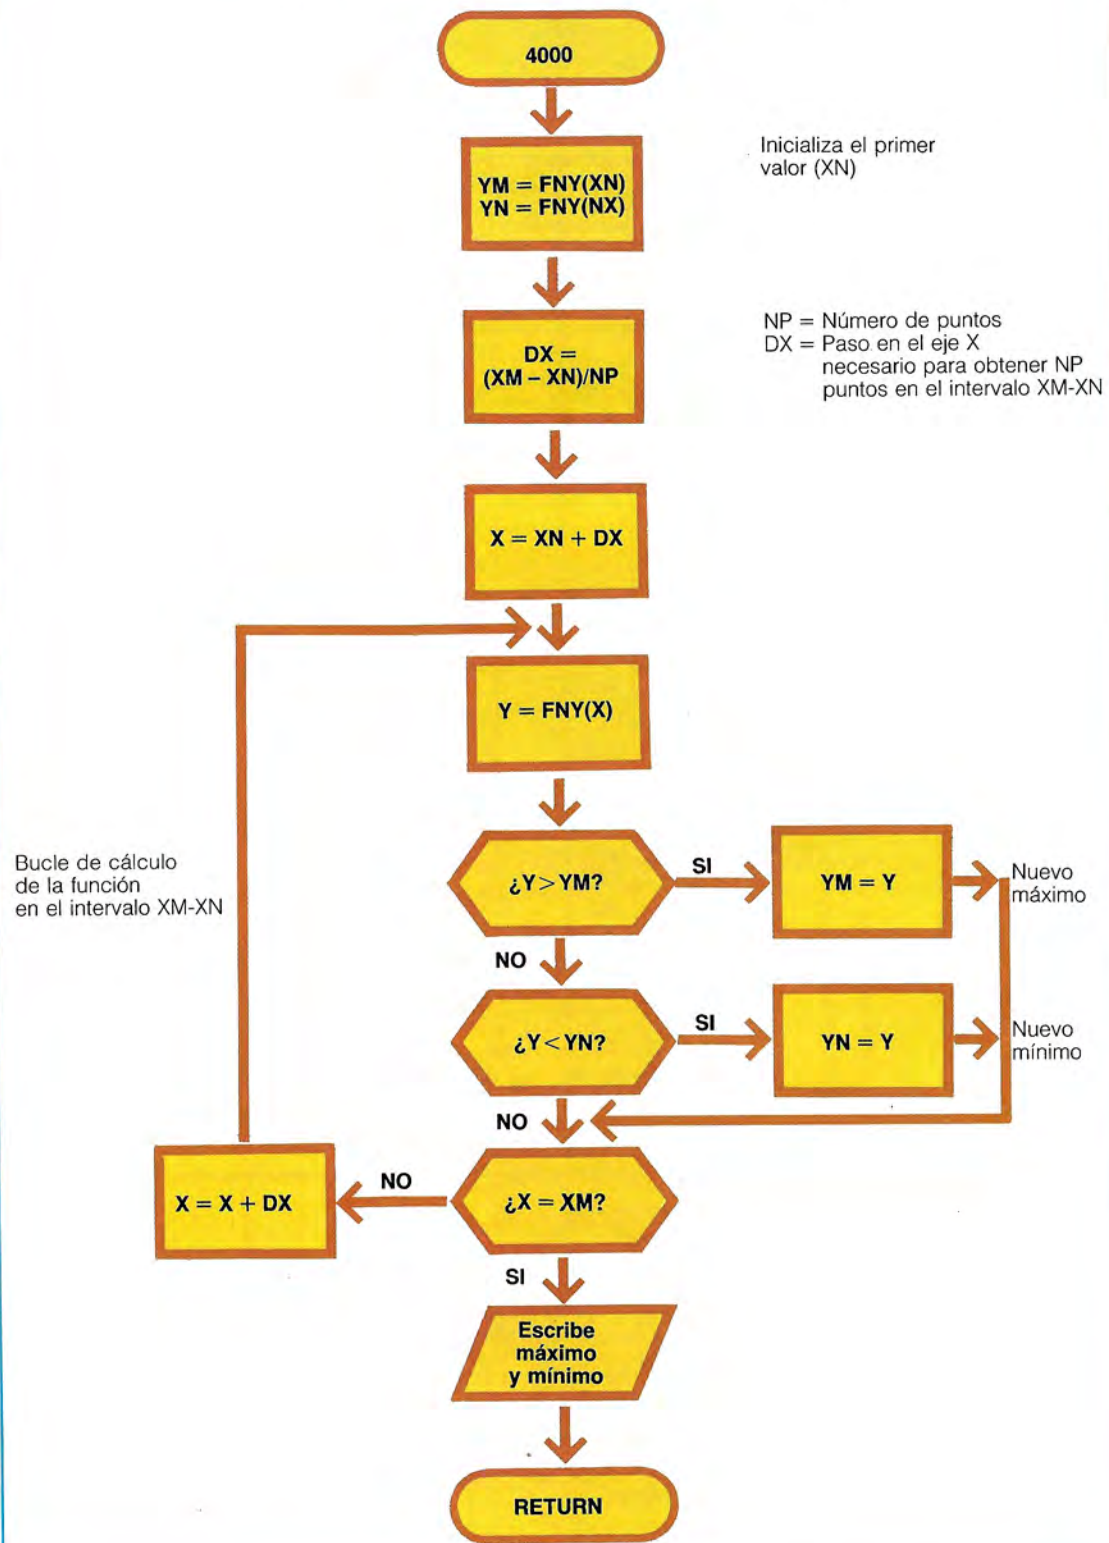 4000
Inicializa el primer
valor (XN)
YM = FNY(XN)
YN = FNY(NX)
NP = Número de puntos
DX = Paso en el eje X
necesario para obtener NP
puntos en el intervalo XM-XN
DX =
(XM – XN)/NP
X = XN + DX
Y = FNY(X)
Bucle de cálculo
de la función
en el intervalo XM-XN
¿Y>YM?
SI
YM = Y
Nuevo
máximo
NO
¿Y<YN?
SI
YN = Y
Nuevo
mínimo
NO
X = X + DX
NO
¿X = XM?
SI
Escribe
máximo
y mínimo
RETURN